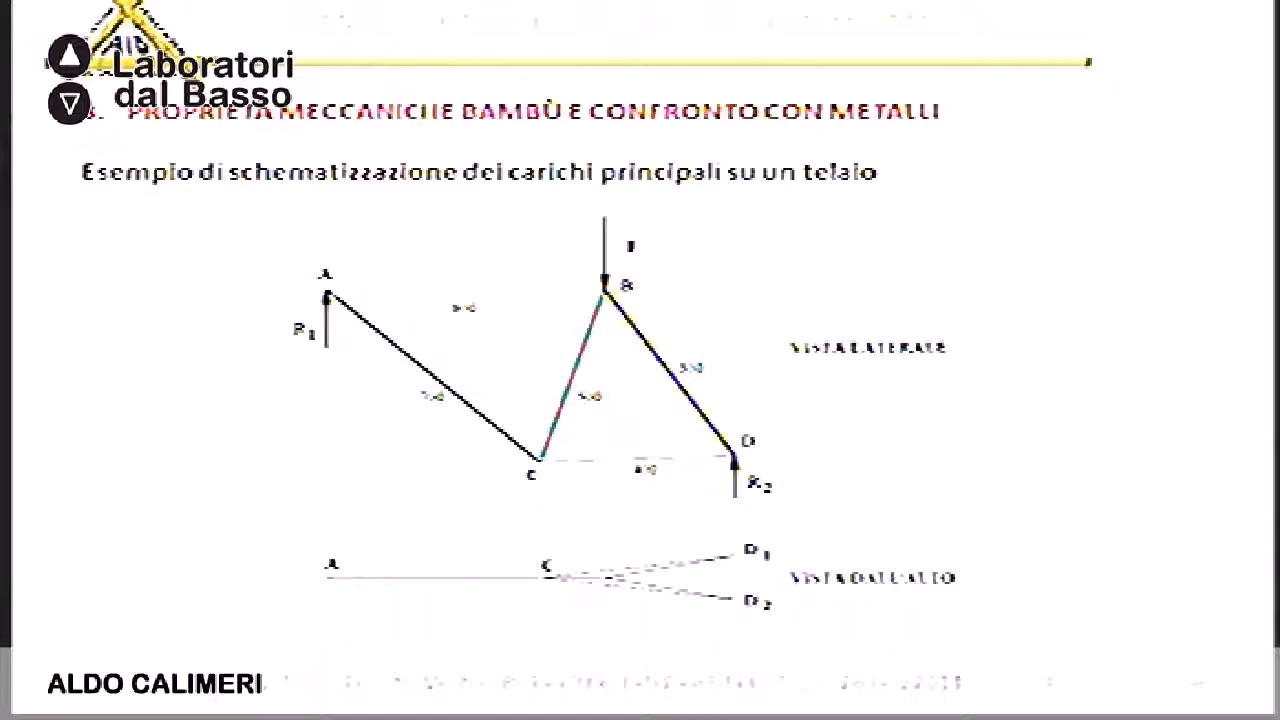 Laboratori
dal Basso
PROPRIETÀ MECCANICHE BAMBÙ E CONFRONTO CON METALLI
Esempio di schematizzazione dei carichi principali su un telaio
F
A
B
R1
VISTA LATERALE
D
C
R2
A
C
D1
VISTA DALL'ALTO
D2
ALDO CALIMERI